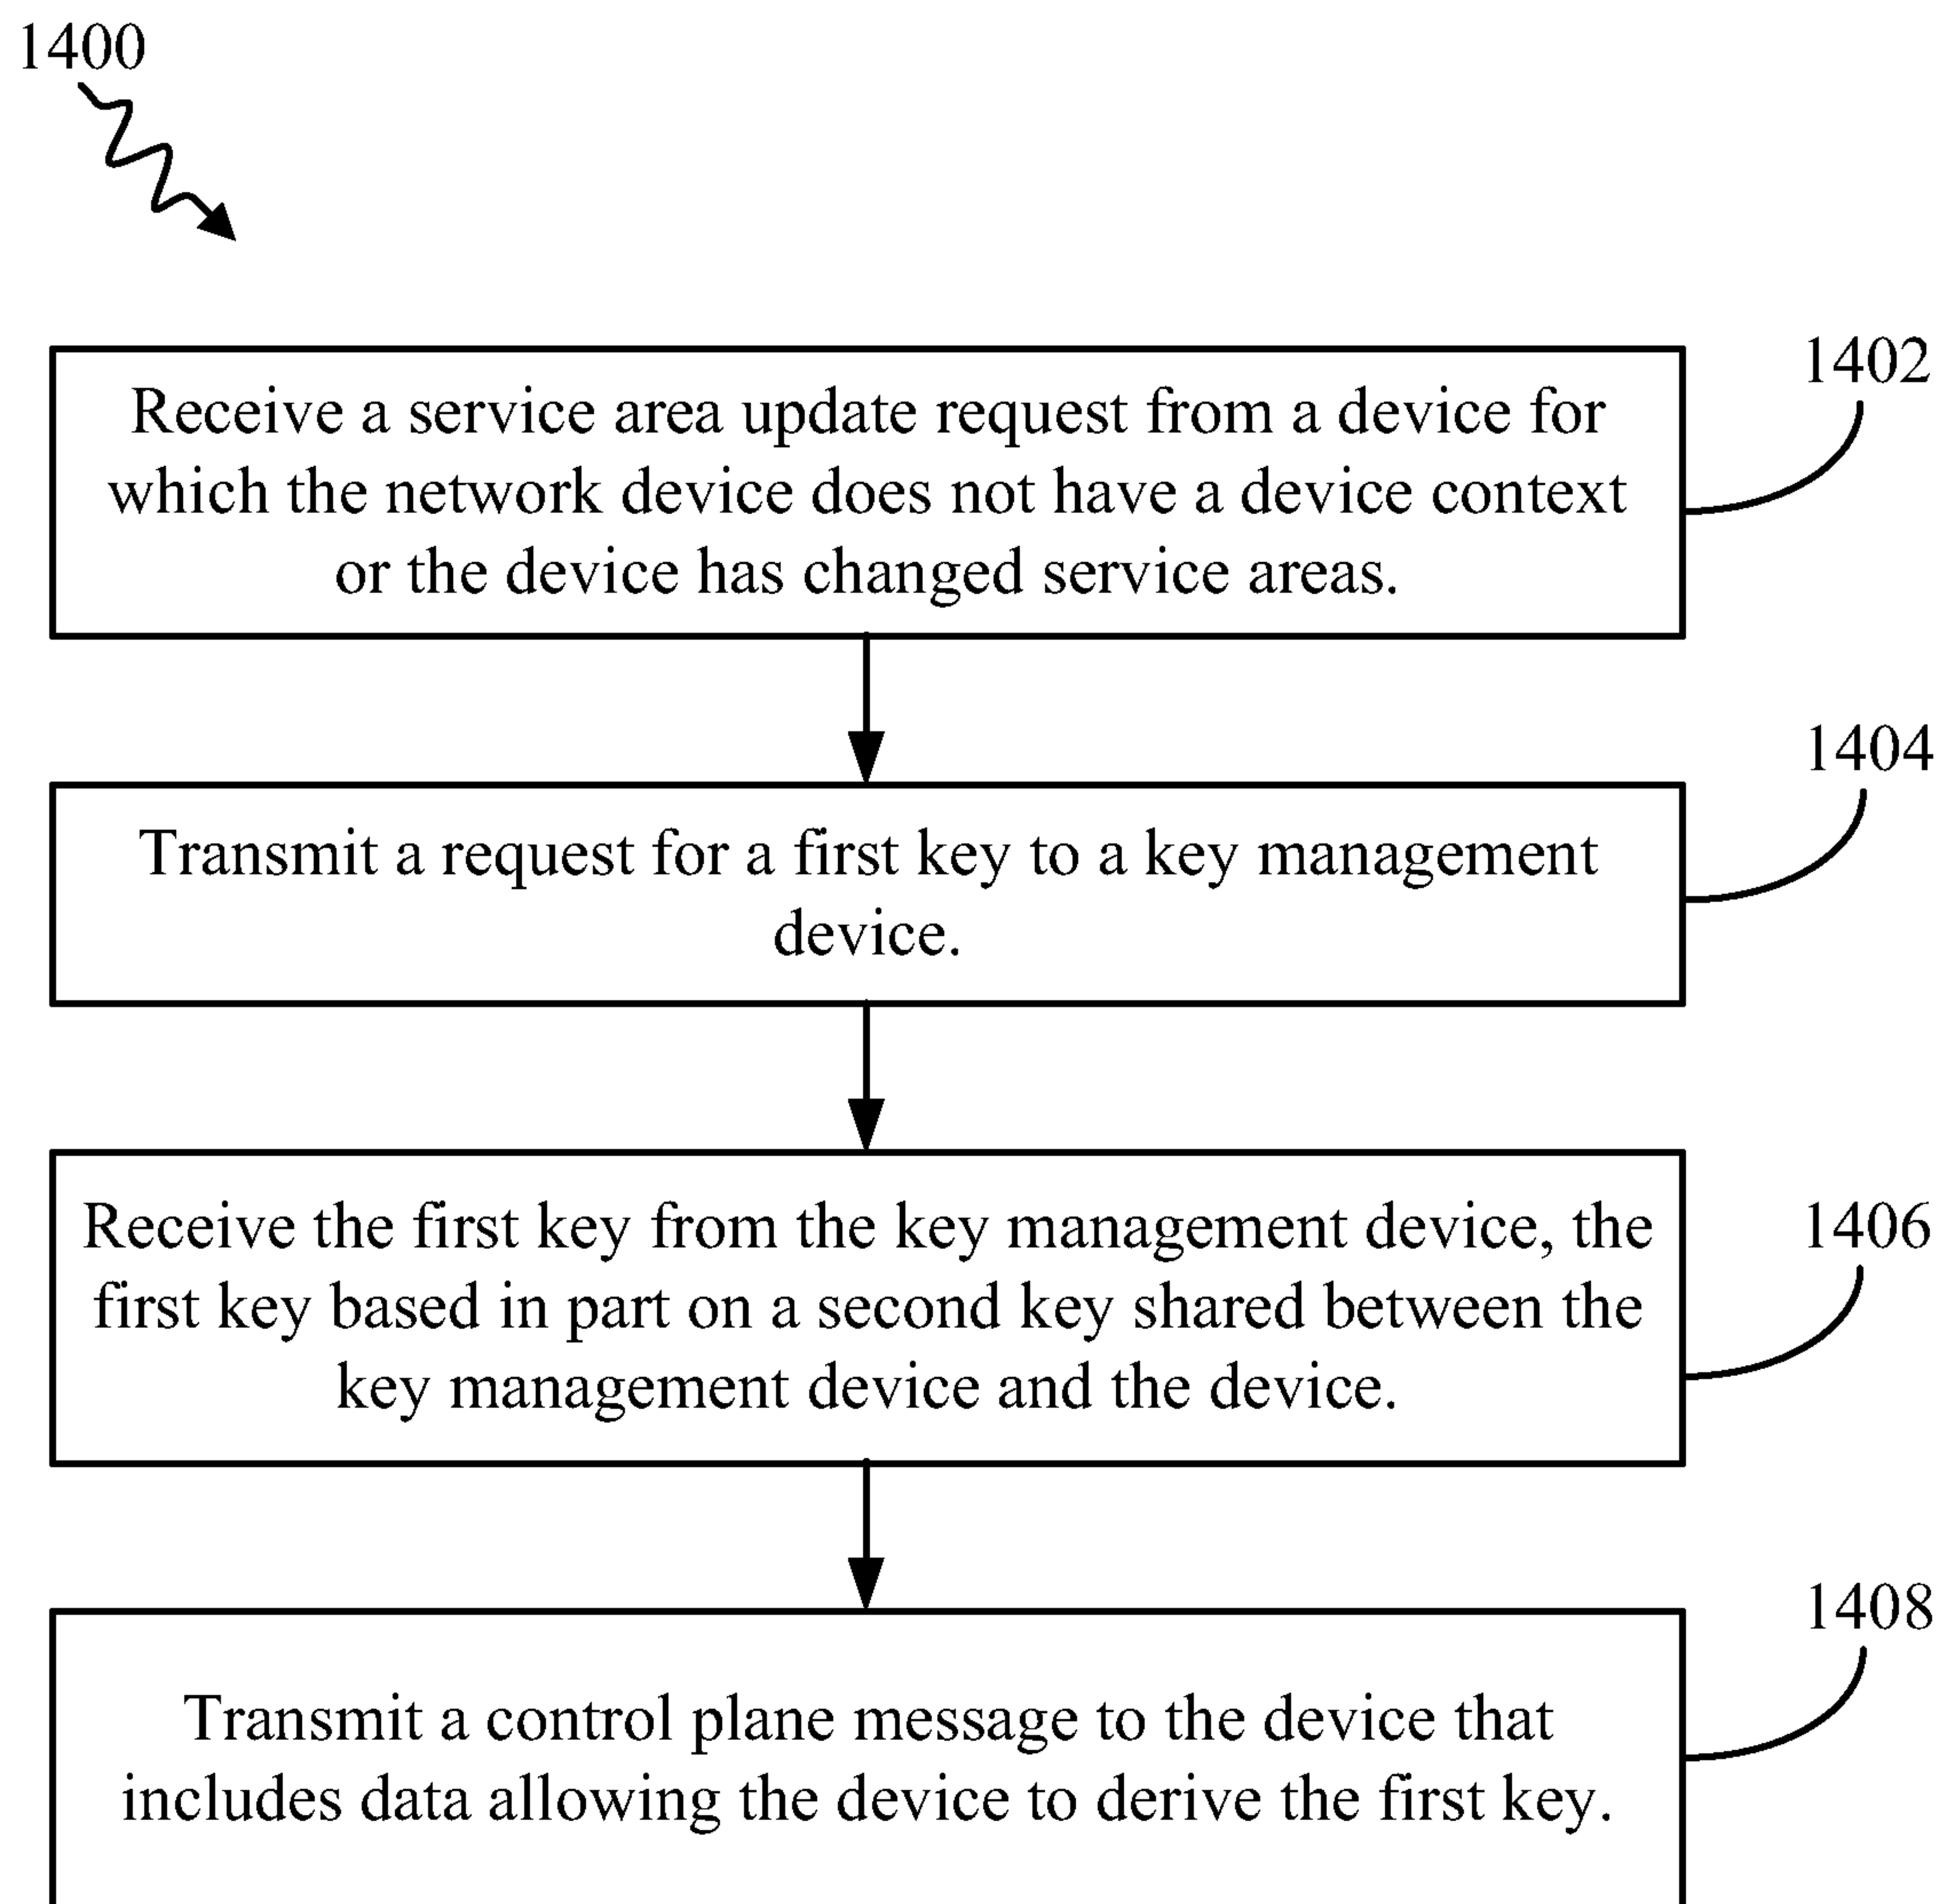 1400
1402
Receive a service area update request from a device for
which the network device does not have a device context
or the device has changed service areas.
1404
Transmit a request for a first key to a key management
device.
1406
Receive the first key from the key management device, the
first key based in part on a second key shared between the
key management device and the device.
1408
Transmit a control plane message to the device that
includes data allowing the device to derive the first key.